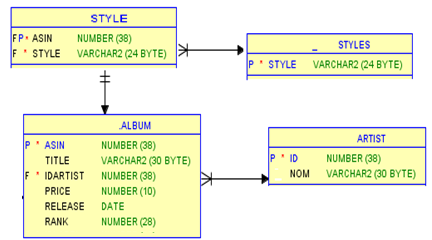 STYLE
FP * ASIN NUMBER (38)
F * STYLE VARCHAR2 (24 BYTE)
_ STYLES
P * STYLE VARCHAR2 (24 BYTE)
.ALBUM
P * ASIN NUMBER (38)
TITLE VARCHAR2 (30 BYTE)
F * IDARTIST NUMBER (38)
PRICE NUMBER (10)
RELEASE DATE
RANK NUMBER (28)
ARTIST
P * ID NUMBER (38)
NOM VARCHAR2 (30 BYTE)